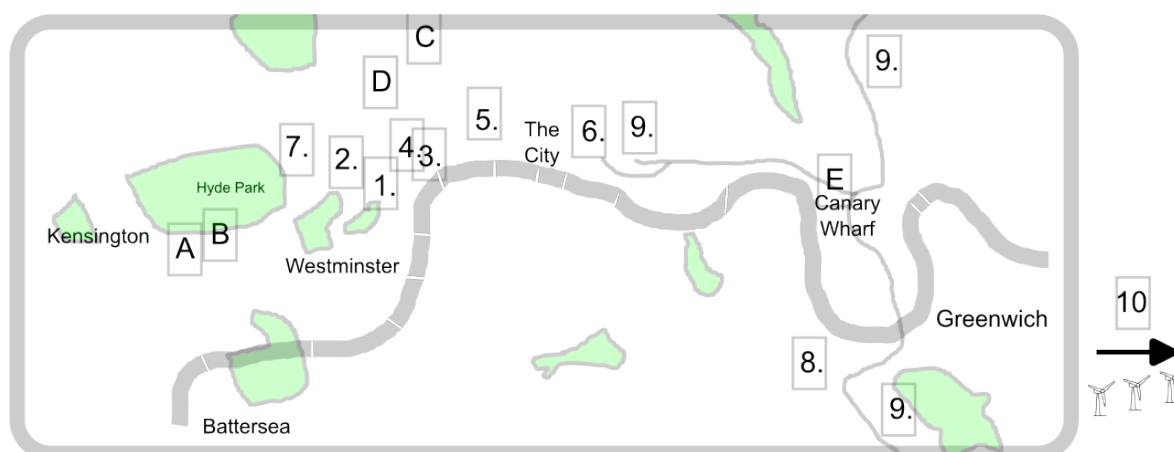 C
D
9.
5.
The
City
6.
9.
7.
2.
4.
3.
1.
E
Hyde Park
Canary
Wharf
Kensington
A
B
Westminster
10
Greenwich
8.
9.
Battersea